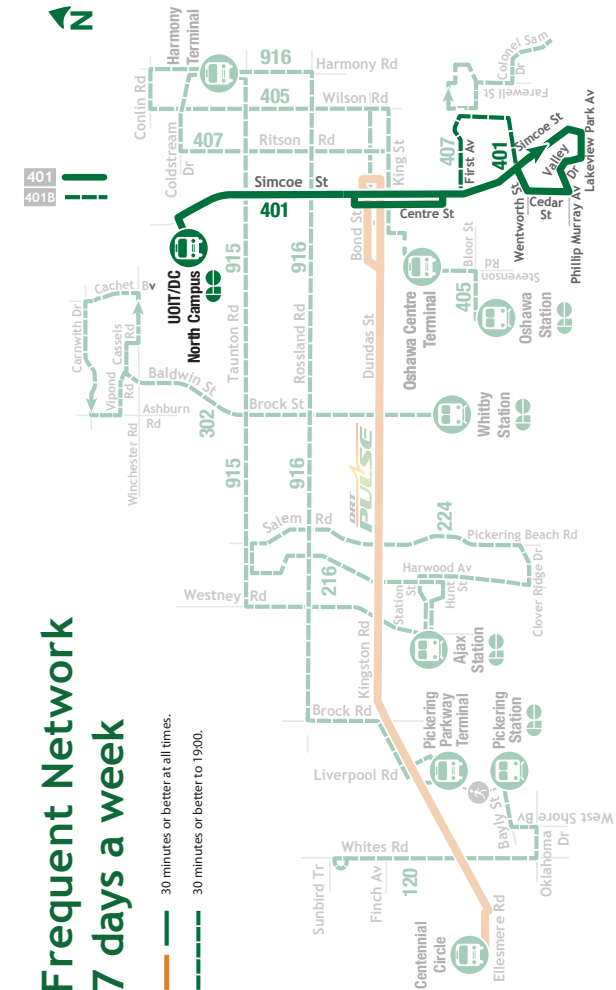 Frequent Network
7 days a week
30 minutes or better at all times.
30 minutes or better to 19:00.
N
401
401B
Harmony
Terminal
916
Harmony Rd
Conlin Rd
405
Wilson Rd
407
Ritson Rd
Coldstream
Dr
King St
Colonel Sam
Dr
Farewell St
407
First Av
401
Simcoe St
Valley
Dr
Lakeview Park Av
Phillip Murray Av
Wentworth St
Cedar
St
Simcoe St
401
Centre St
Bond St
UOIT/DC
North Campus
915
916
Bloor St
Stevenson
Rd
405
Oshawa Centre
Terminal
Oshawa
Station
Cachet Bv
Carnwith Dr
Cassels
Rd
Vipond
Rd
Baldwin St
Ashburn
Rd
Winchester Rd
302
Taunton Rd
Rossland Rd
Dundas St
Brock St
Whitby
Station
915
916
DRT
PULSE
Salem Rd
224
Pickering Beach Rd
216
Harwood Av
Station
St
Hunt
St
Clover Ridge Dr
Westney Rd
Ajax
Station
Kingston Rd
Brock Rd
Pickering
Parkway
Terminal
Pickering
Station
Liverpool Rd
Bayly St
West Shore Bv
Whites Rd
Oklahoma
Dr
Sunbird Tr
Finch Av
120
Centennial
Circle
Ellesmere Rd